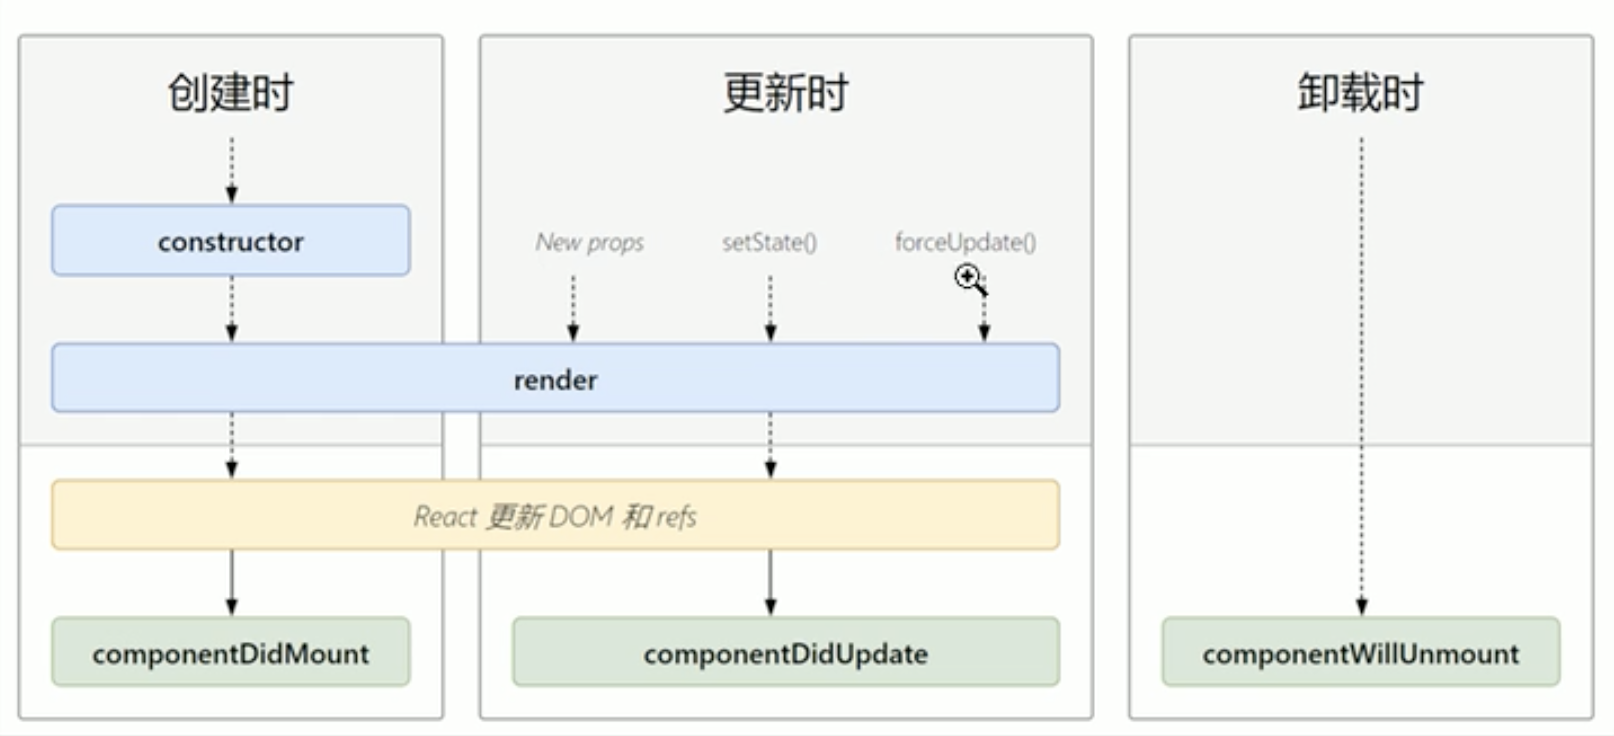 创建时
更新时
卸载时
constructor
New props
setState()
forceUpdate()
render
React 更新 DOM 和 refs
componentDidMount
componentDidUpdate
componentWillUnmount